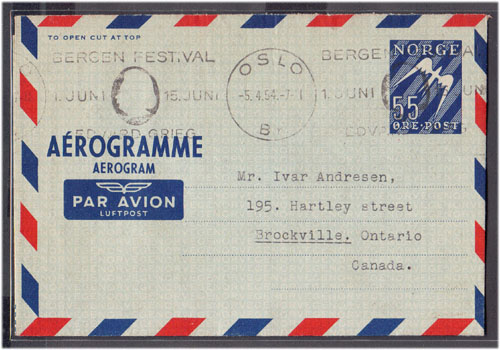 TO OPEN CUT AT TOP
BERGEN FESTIVAL
1. JUNI 15. JUNI
EDVARD GRIEG
OSLO
-5.4.54.-
BR
BERGEN AL
1. JUNI
EDV
NORGE
55
ØRE·POST
AÉROGRAMME
AEROGRAM
PAR AVION
LUFTPOST
Mr. Ivar Andresen,
195. Hartley street
Brockville. Ontario
Canada.